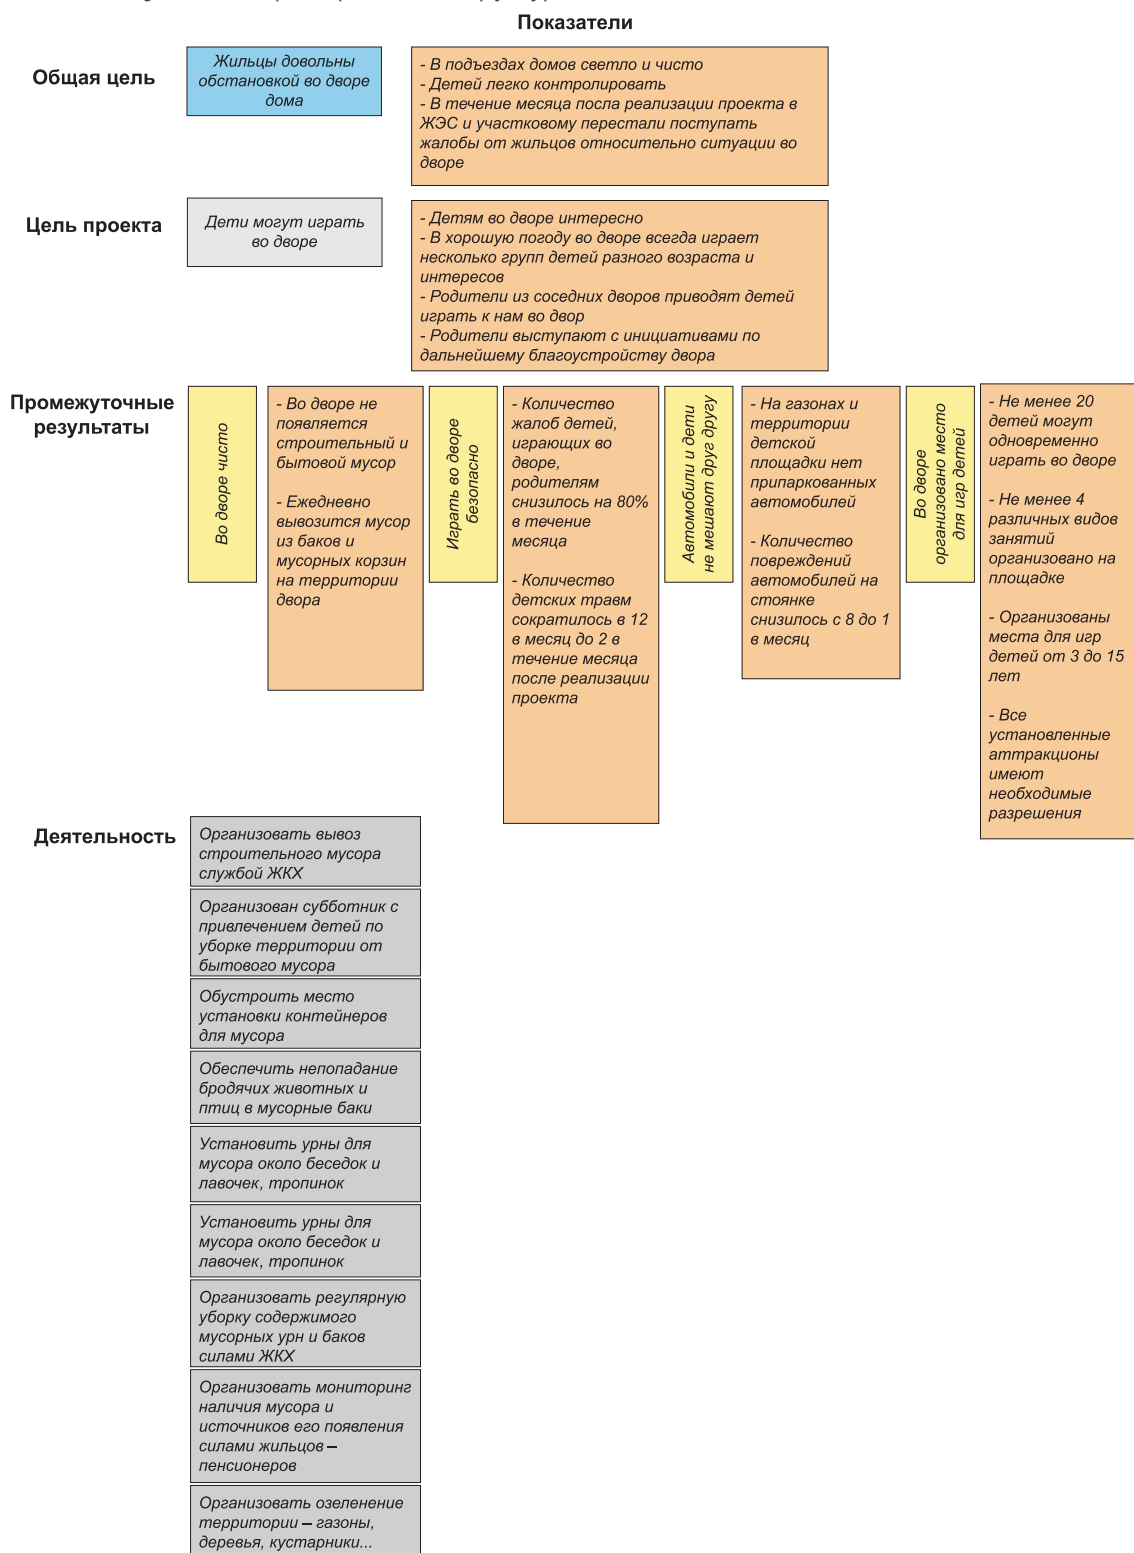 Показатели
Общая цель
Жильцы довольны
обстановкой во дворе
дома
- В подъездах домов светло и чисто
- Детей легко контролировать
- В течение месяца посла реализации проекта в
ЖЭС и участковому перестали поступать
жалобы от жильцов относительно ситуации во
дворе
Цель проекта
Дети могут играть
во дворе
- Детям во дворе интересно
- В хорошую погоду во дворе всегда играет
несколько групп детей разного возраста и
интересов
- Родители из соседних дворов приводят детей
играть к нам во двор
- Родители выступают с инициативами по
дальнейшему благоустройству двора
Промежуточные
результаты
Во дворе чисто
- Во дворе не
появляется
строительный и
бытовой мусор
- Ежедневно
вывозится мусор
из баков и
мусорных корзин
на территории
двора
Играть во дворе
безопасно
- Количество
жалоб детей,
играющих во
дворе,
родителям
снизилось на 80%
в течение
месяца
- Количество
детских травм
сократилось в 12
в месяц до 2 в
течение месяца
после реализации
проекта
Автомобили и дети
не мешают друг другу
- На газонах и
территории
детской
площадки нет
припаркованных
автомобилей
- Количество
повреждений
автомобилей на
стоянке
снизилось с 8 до 1
в месяц
Во дворе
организовано место
для игр детей
- Не менее 20
детей могут
одновременно
играть во дворе
- Не менее 4
различных видов
занятий
организовано на
площадке
- Организованы
места для игр
детей от 3 до 15
лет
- Все
установленные
аттракционы
имеют
необходимые
разрешения
Деятельность
Организовать вывоз
строительного мусора
службой ЖКХ
Организован субботник с
привлечением детей по
уборке территории от
бытового мусора
Обустроить место
установки контейнеров
для мусора
Обеспечить непопадание
бродячих животных и
птиц в мусорные баки
Установить урны для
мусора около беседок и
лавочек, тропинок
Установить урны для
мусора около беседок и
лавочек, тропинок
Организовать регулярную
уборку содержимого
мусорных урн и баков
силами ЖКХ
Организовать мониторинг
наличия мусора и
источников его появления
силами жильцов –
пенсионеров
Организовать озеленение
территории – газоны,
деревья, кустарники...